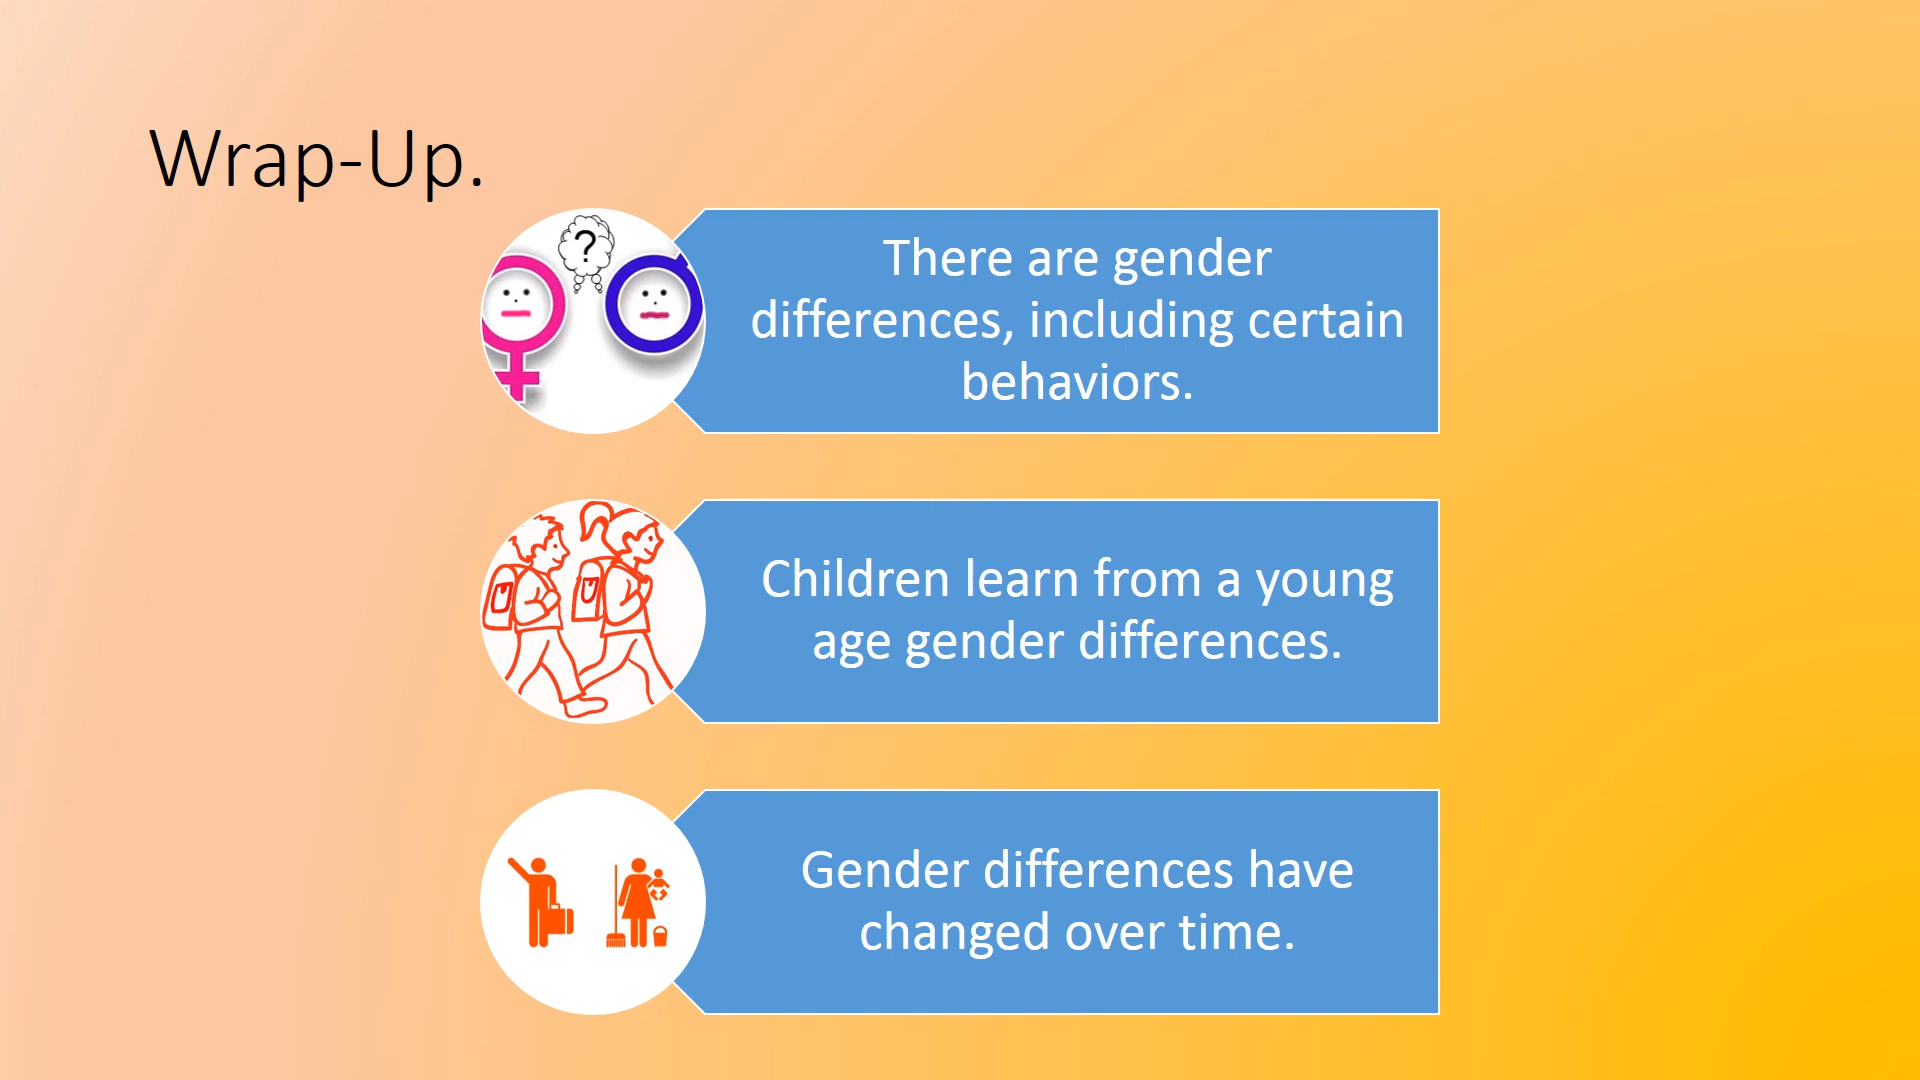 Wrap-Up.
?
There are gender
differences, including certain
behaviors.
Children learn from a young
age gender differences.
Gender differences have
changed over time.